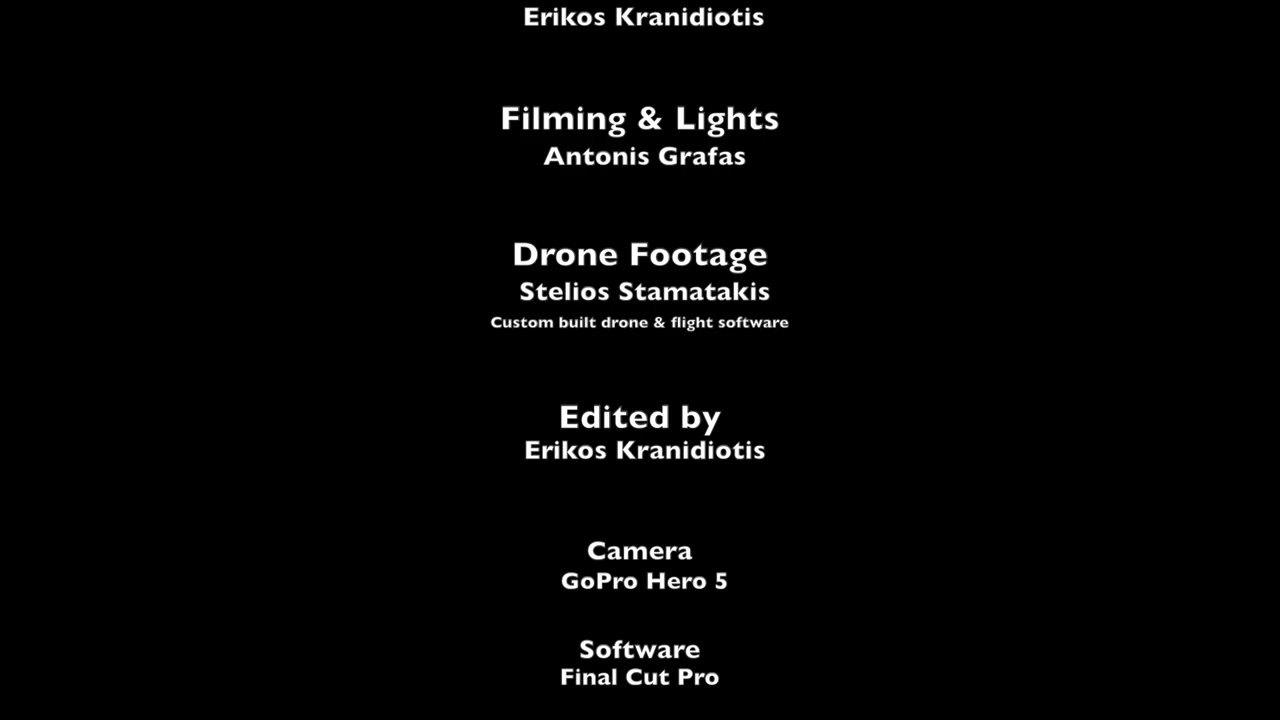 Erikos Kranidiotis
Filming & Lights
Antonis Grafas
Drone Footage
Stelios Stamatakis
Custom built drone & flight software
Edited by
Erikos Kranidiotis
Camera
GoPro Hero 5
Software
Final Cut Pro